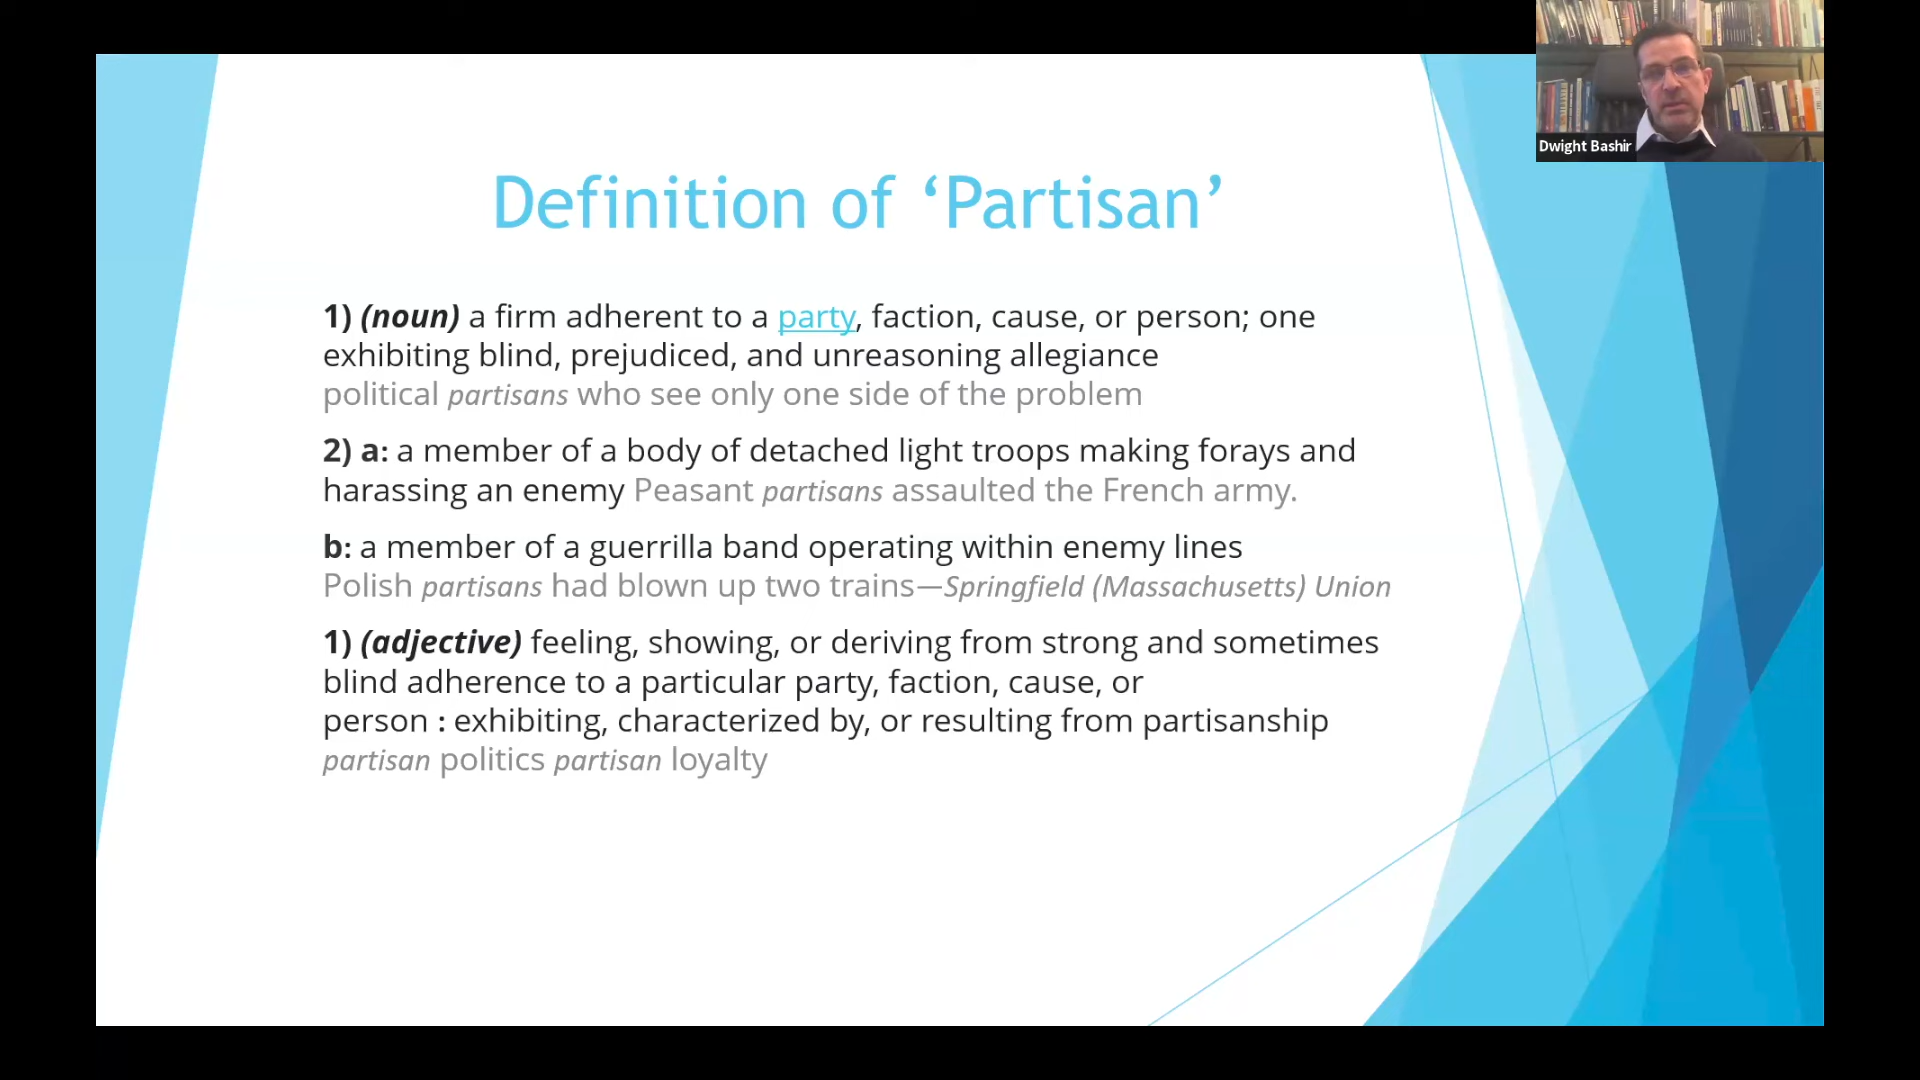 Dwight Bashir
Definition of ‘Partisan’
1) (noun) a firm adherent to a party, faction, cause, or person; one
exhibiting blind, prejudiced, and unreasoning allegiance
political partisans who see only one side of the problem
2) a: a member of a body of detached light troops making forays and
harassing an enemy Peasant partisans assaulted the French army.
b: a member of a guerrilla band operating within enemy lines
Polish partisans had blown up two trains—Springfield (Massachusetts) Union
1) (adjective) feeling, showing, or deriving from strong and sometimes
blind adherence to a particular party, faction, cause, or
person : exhibiting, characterized by, or resulting from partisanship
partisan politics partisan loyalty